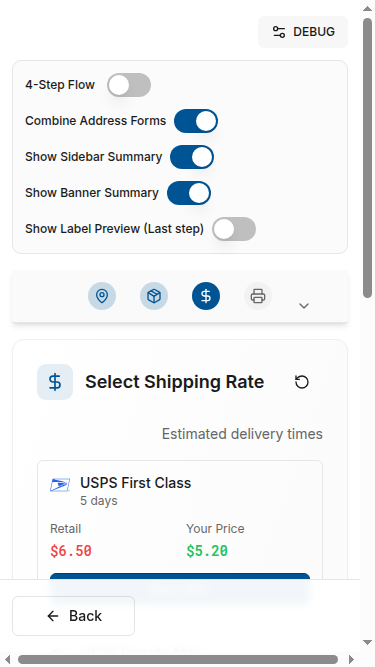 DEBUG
4-Step Flow
Combine Address Forms
Show Sidebar Summary
Show Banner Summary
Show Label Preview (Last step)
Select Shipping Rate
Estimated delivery times
USPS First Class
5 days
Retail Your Price
$6.50 $5.20
Back